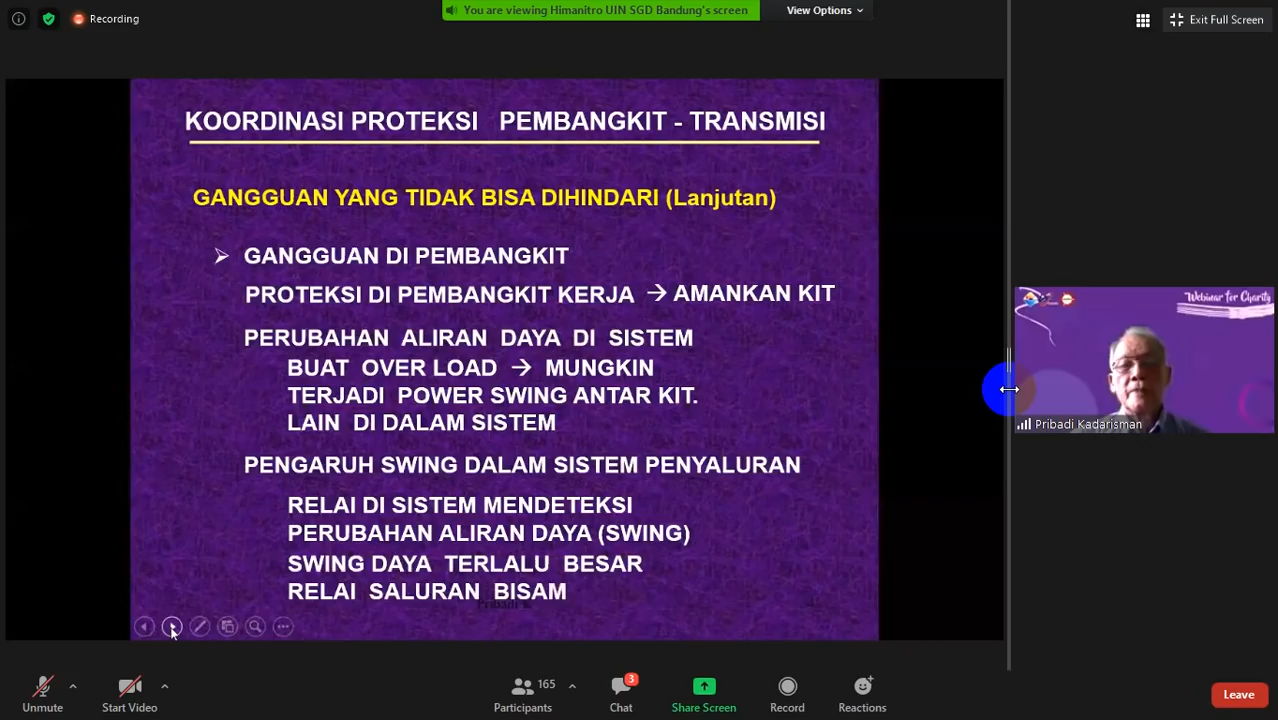 Recording
You are viewing Himanitro UIN SGD Bandung's screen
View Options
Exit Full Screen
KOORDINASI PROTEKSI PEMBANGKIT - TRANSMISI
GANGGUAN YANG TIDAK BISA DIHINDARI (Lanjutan)
➢ GANGGUAN DI PEMBANGKIT
PROTEKSI DI PEMBANGKIT KERJA → AMANKAN KIT
PERUBAHAN ALIRAN DAYA DI SISTEM
BUAT OVER LOAD → MUNGKIN
TERJADI POWER SWING ANTAR KIT.
LAIN DI DALAM SISTEM
PENGARUH SWING DALAM SISTEM PENYALURAN
RELAI DI SISTEM MENDETEKSI
PERUBAHAN ALIRAN DAYA (SWING)
SWING DAYA TERLALU BESAR
RELAI SALURAN BISAM
Pribadi K
Webinar for Charity
Pribadi Kadarisman
Unmute
Start Video
165
Participants
3
Chat
Share Screen
Record
Reactions
Leave